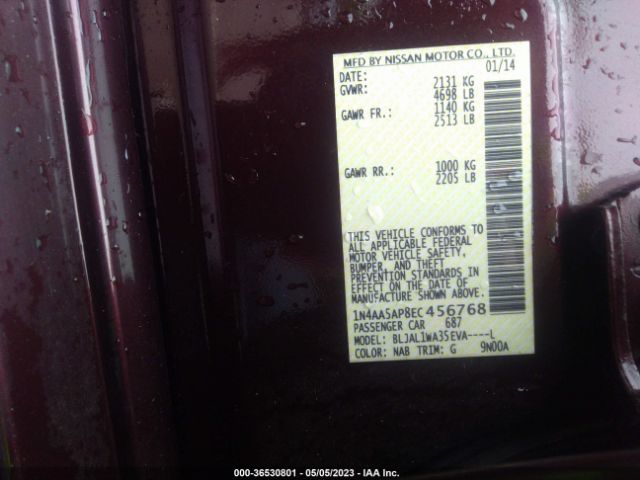 MFD BY NISSAN MOTOR CO., LTD.
DATE: 01/14
GVWR: 2131 KG
4698 LB
GAWR FR.: 1140 KG
2513 LB
GAWR RR.: 1000 KG
2205 LB
THIS VEHICLE CONFORMS TO
ALL APPLICABLE FEDERAL
MOTOR VEHICLE SAFETY,
BUMPER, AND THEFT
PREVENTION STANDARDS IN
EFFECT ON THE DATE OF
MANUFACTURE SHOWN ABOVE.
1N4AA5AP8EC456768
PASSENGER CAR 687
MODEL: BLJAL1WA35EVA----L
COLOR: NAB TRIM: G 9N00A
000-36530801 - 05/05/2023 - IAA Inc.